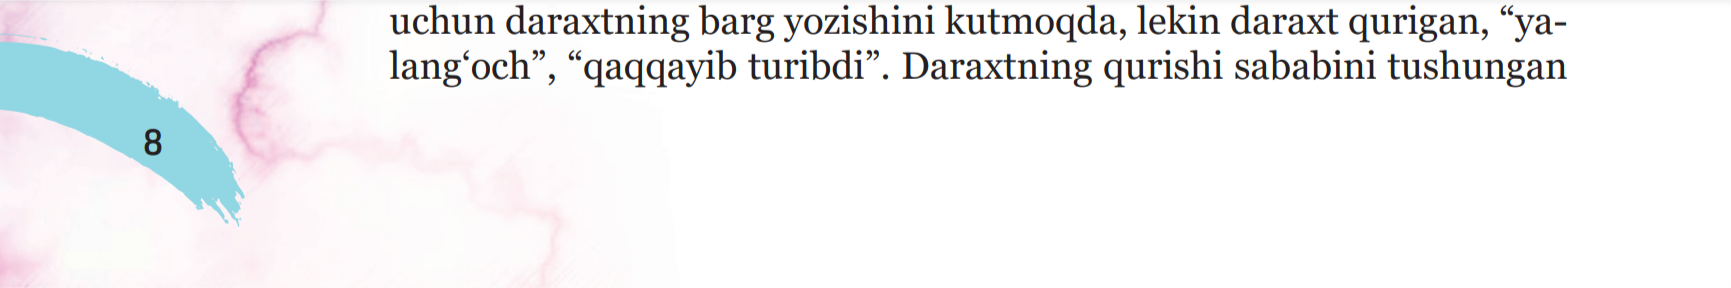 uchun daraxtning barg yozishini kutmoqda, lekin daraxt qurigan, “ya-
lang‘och”, “qaqqayib turibdi”. Daraxtning qurishi sababini tushungan
8